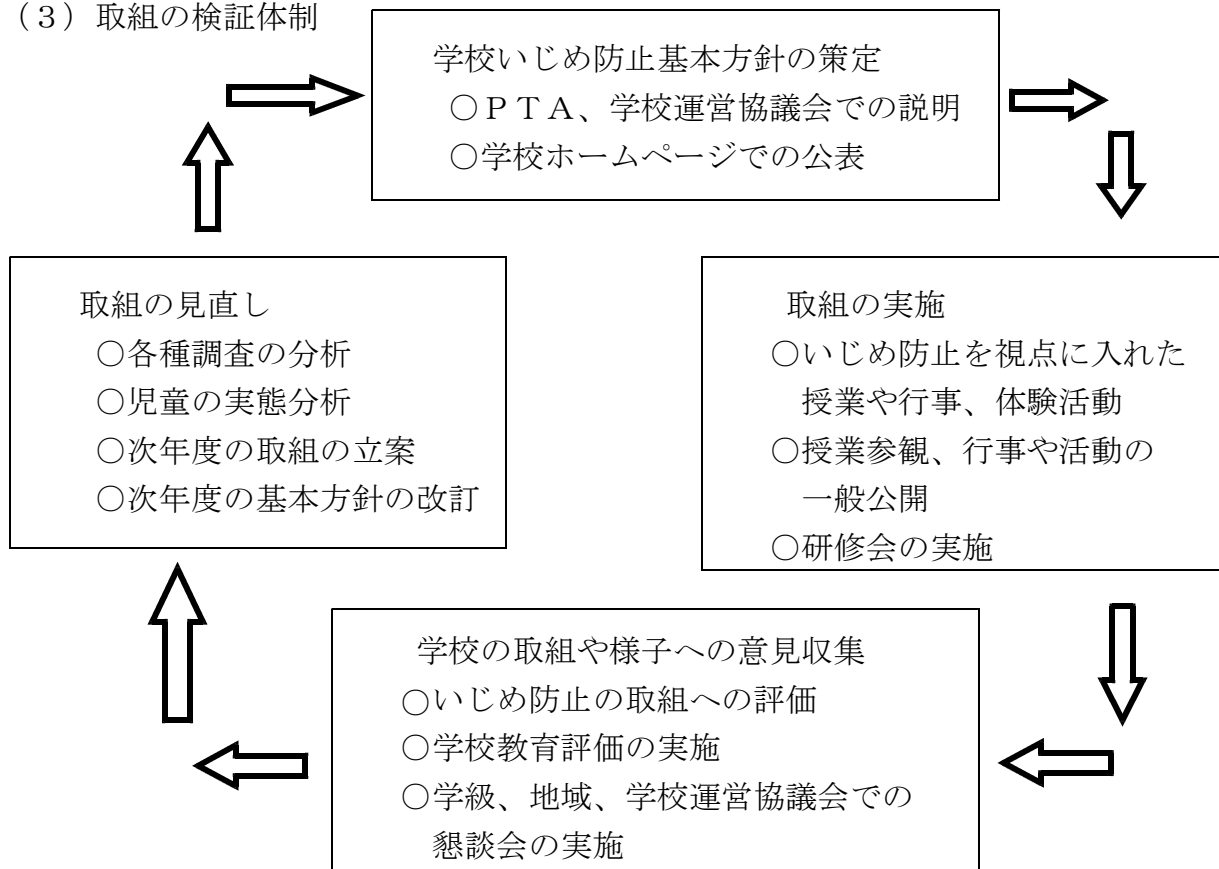 （３）取組の検証体制
学校いじめ防止基本方針の策定
○ＰＴＡ、学校運営協議会での説明
○学校ホームページでの公表
取組の見直し
○各種調査の分析
○児童の実態分析
○次年度の取組の立案
○次年度の基本方針の改訂
取組の実施
○いじめ防止を視点に入れた
授業や行事、体験活動
○授業参観、行事や活動の
一般公開
○研修会の実施
学校の取組や様子への意見収集
○いじめ防止の取組への評価
○学校教育評価の実施
○学級、地域、学校運営協議会での
懇談会の実施